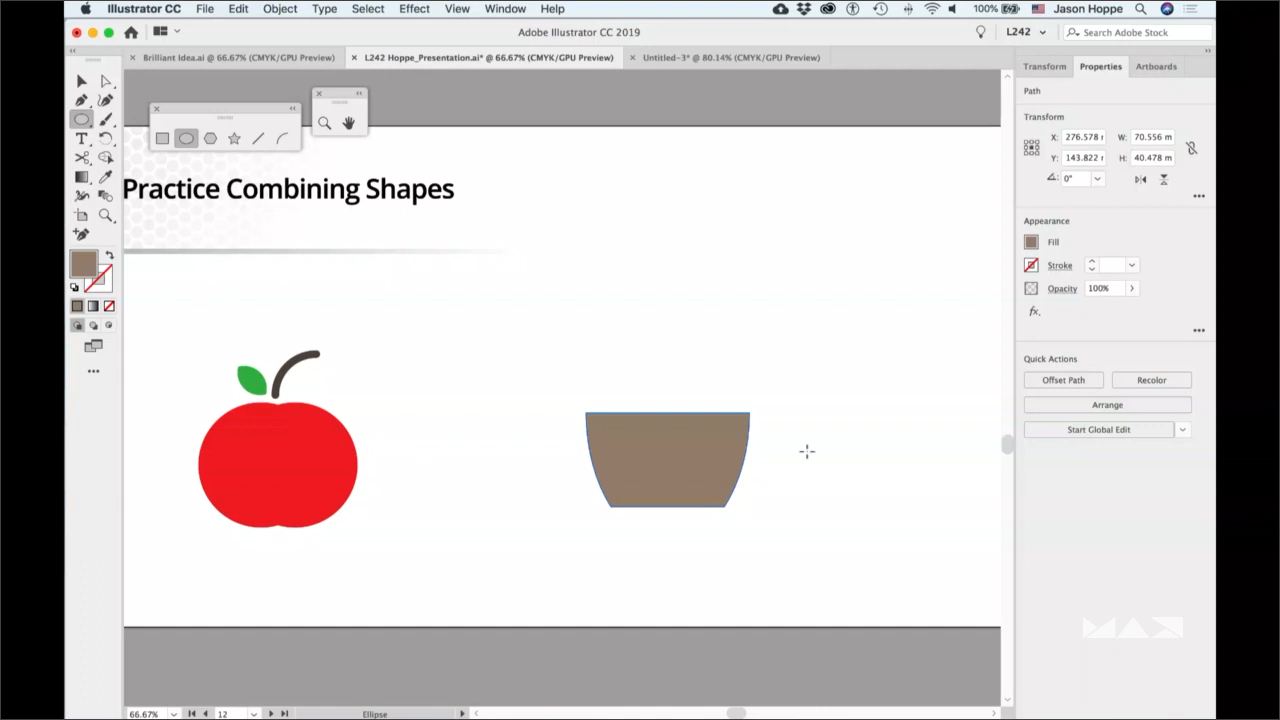 Illustrator CC File Edit Object Type Select Effect View Window Help 100% Jason Hoppe
Adobe Illustrator CC 2019 L242 Search Adobe Stock
Brilliant Idea.ai @ 66.67% (CMYK/GPU Preview) L242 Hoppe_Presentation.ai* @ 66.67% (CMYK/GPU Preview) Untitled-3* @ 80.14% (CMYK/GPU Preview)
Transform Properties Artboards
Path
Transform
X: 276.578 W: 70.556 m
Y: 143.822 H: 40.478 m
0°
Practice Combining Shapes
Appearance
Fill
Stroke
Opacity 100%
fx.
Quick Actions
Offset Path Recolor
Arrange
Start Global Edit
MAX
66.67% 12 Ellipse